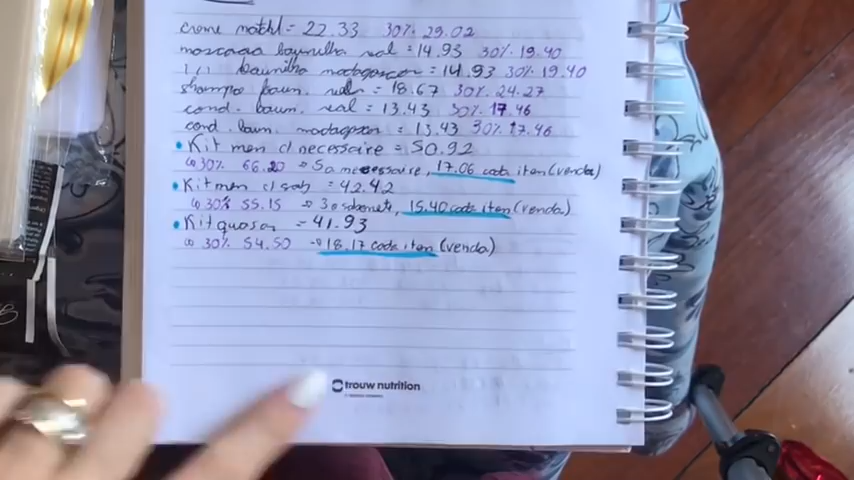 creme match = 22.33 30% 29.02
mascara baunilha real = 14.93 30% 19.40
baunilha madagascar = 14.93 30% 19.40
shampo baun. real = 18.67 30% 24.27
cond. baun. real = 13.43 30% 17.46
cond. baun. madagascar = 13.43 30% 17.46
• Kit men c/ necessaire = 50.92
30% 66.20 → 5 a necessaire, 17.06 cada item (venda)
• Kit men c/ sab = 42.42
30% 55.15 → 3 o sabonete, 15.40 cada item (venda)
• Kit quasar = 41.93
30% 54.50 → 18.17 cada item (venda)
trouw nutrition